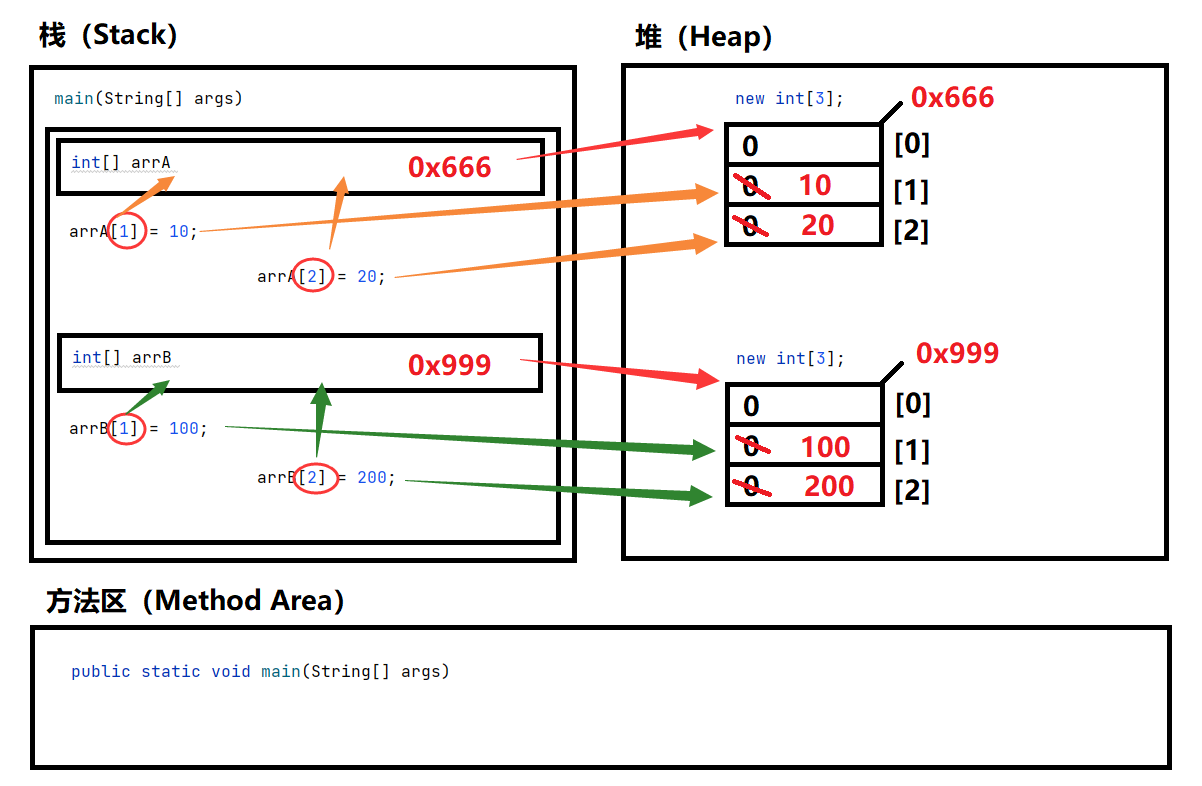 栈（Stack）
main(String[] args)
int[] arrA
0x666
arrA[1] = 10;
arrA[2] = 20;
int[] arrB
0x999
arrB[1] = 100;
arrB[2] = 200;
堆（Heap）
new int[3];
0x666
0 [0]
0 10 [1]
0 20 [2]
new int[3];
0x999
0 [0]
0 100 [1]
0 200 [2]
方法区（Method Area）
public static void main(String[] args)